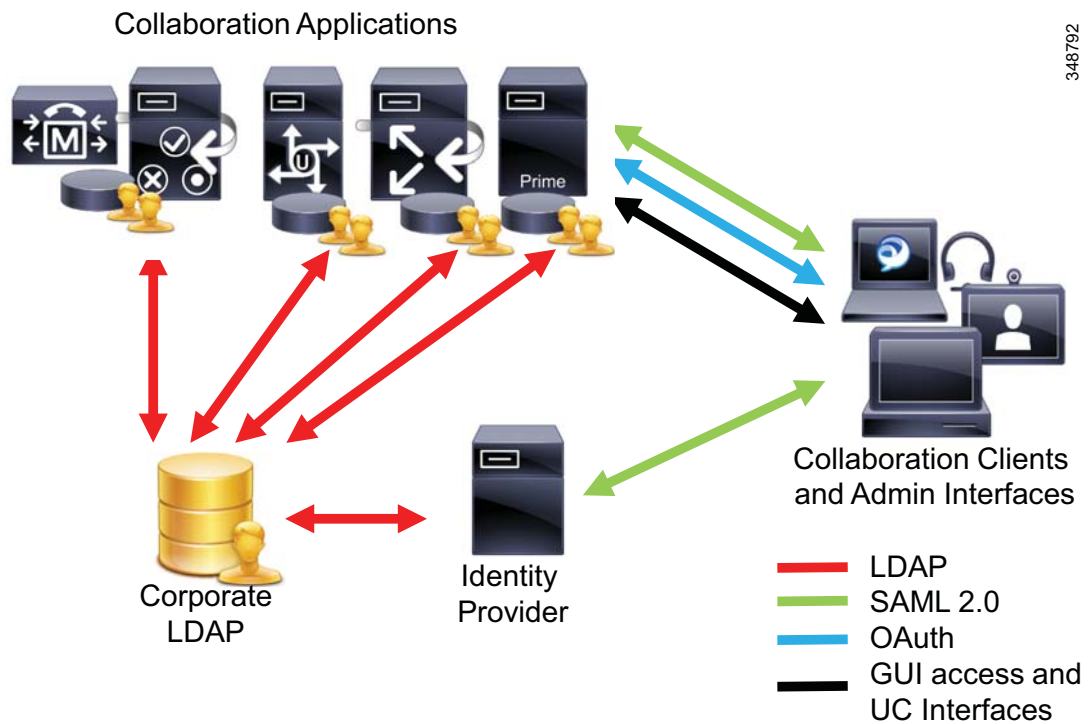 Collaboration Applications
348792
M
U
Prime
Collaboration Clients
and Admin Interfaces
Identity
Provider
Corporate
LDAP
LDAP
SAML 2.0
OAuth
GUI access and
UC Interfaces